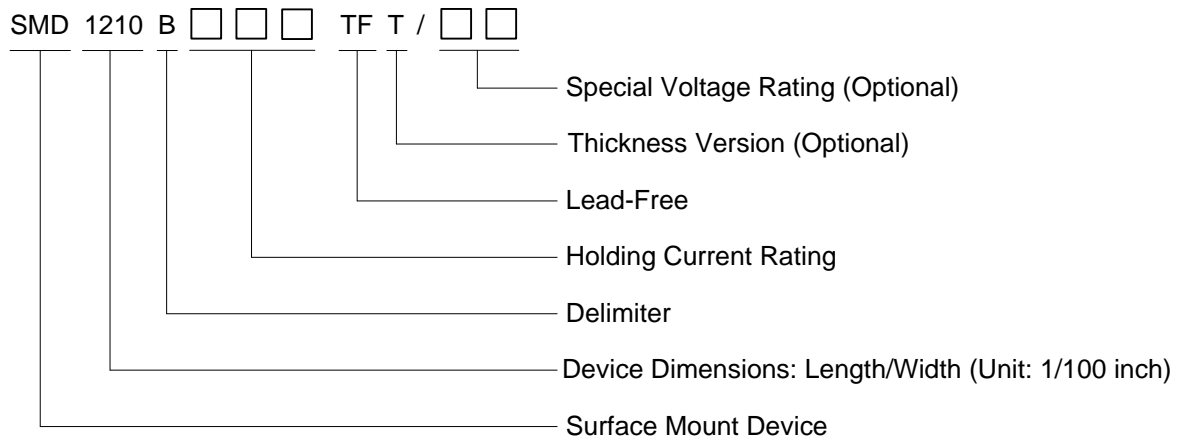 SMD 1210 B □ □ □ TF T / □ □
Special Voltage Rating (Optional)
Thickness Version (Optional)
Lead-Free
Holding Current Rating
Delimiter
Device Dimensions: Length/Width (Unit: 1/100 inch)
Surface Mount Device